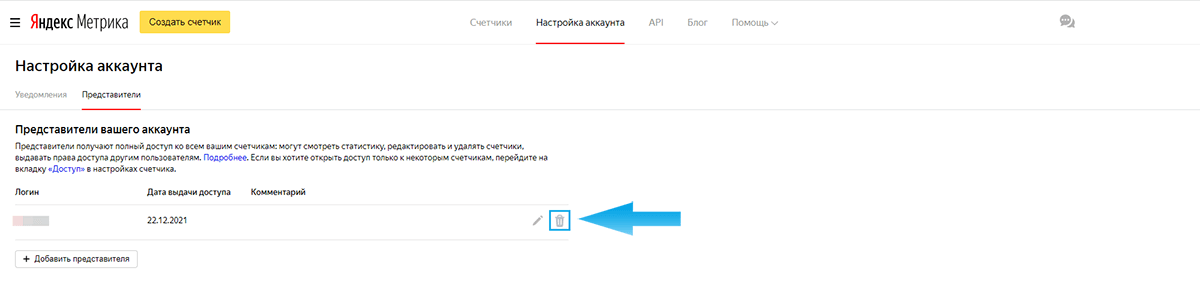 Яндекс Метрика Создать счетчик Счетчики Настройка аккаунта API Блог Помощь
Настройка аккаунта
Уведомления Представители
Представители вашего аккаунта
Представители получают полный доступ ко всем вашим счетчикам: могут смотреть статистику, редактировать и удалять счетчики,
выдавать права доступа другим пользователям. Подробнее. Если вы хотите открыть доступ только к некоторым счетчикам, перейдите на
вкладку «Доступ» в настройках счетчика.
Логин Дата выдачи доступа Комментарий
22.12.2021
+ Добавить представителя